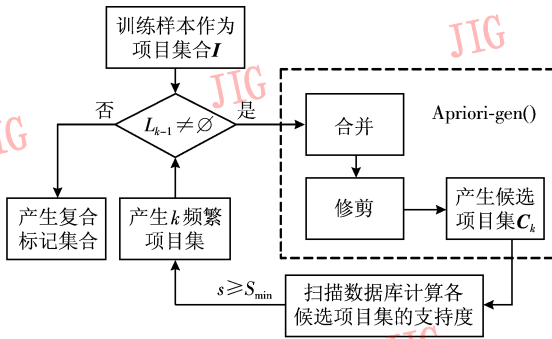 训练样本作为
项目集合I
JIG
JIG
否
L_{k-1}≠∅
是
Apriori-gen()
合并
JIG
修剪
产生候选
项目集C_k
产生复合
标记集合
产生k频繁
项目集
s≥S_{min}
扫描数据库计算各
候选项目集的支持度
JIG